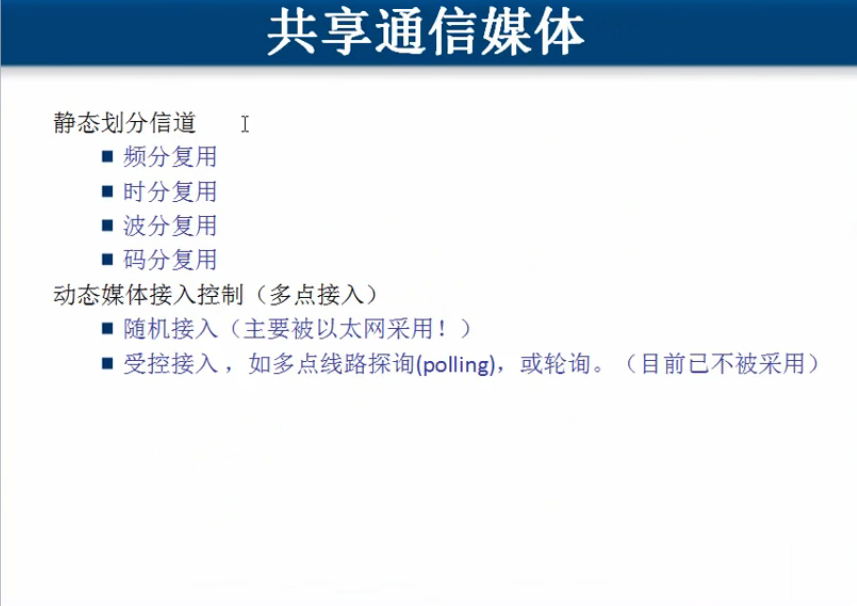 共享通信媒体
静态划分信道
频分复用
时分复用
波分复用
码分复用
动态媒体接入控制（多点接入）
随机接入（主要被以太网采用！）
受控接入，如多点线路探询(polling)，或轮询。（目前已不被采用）